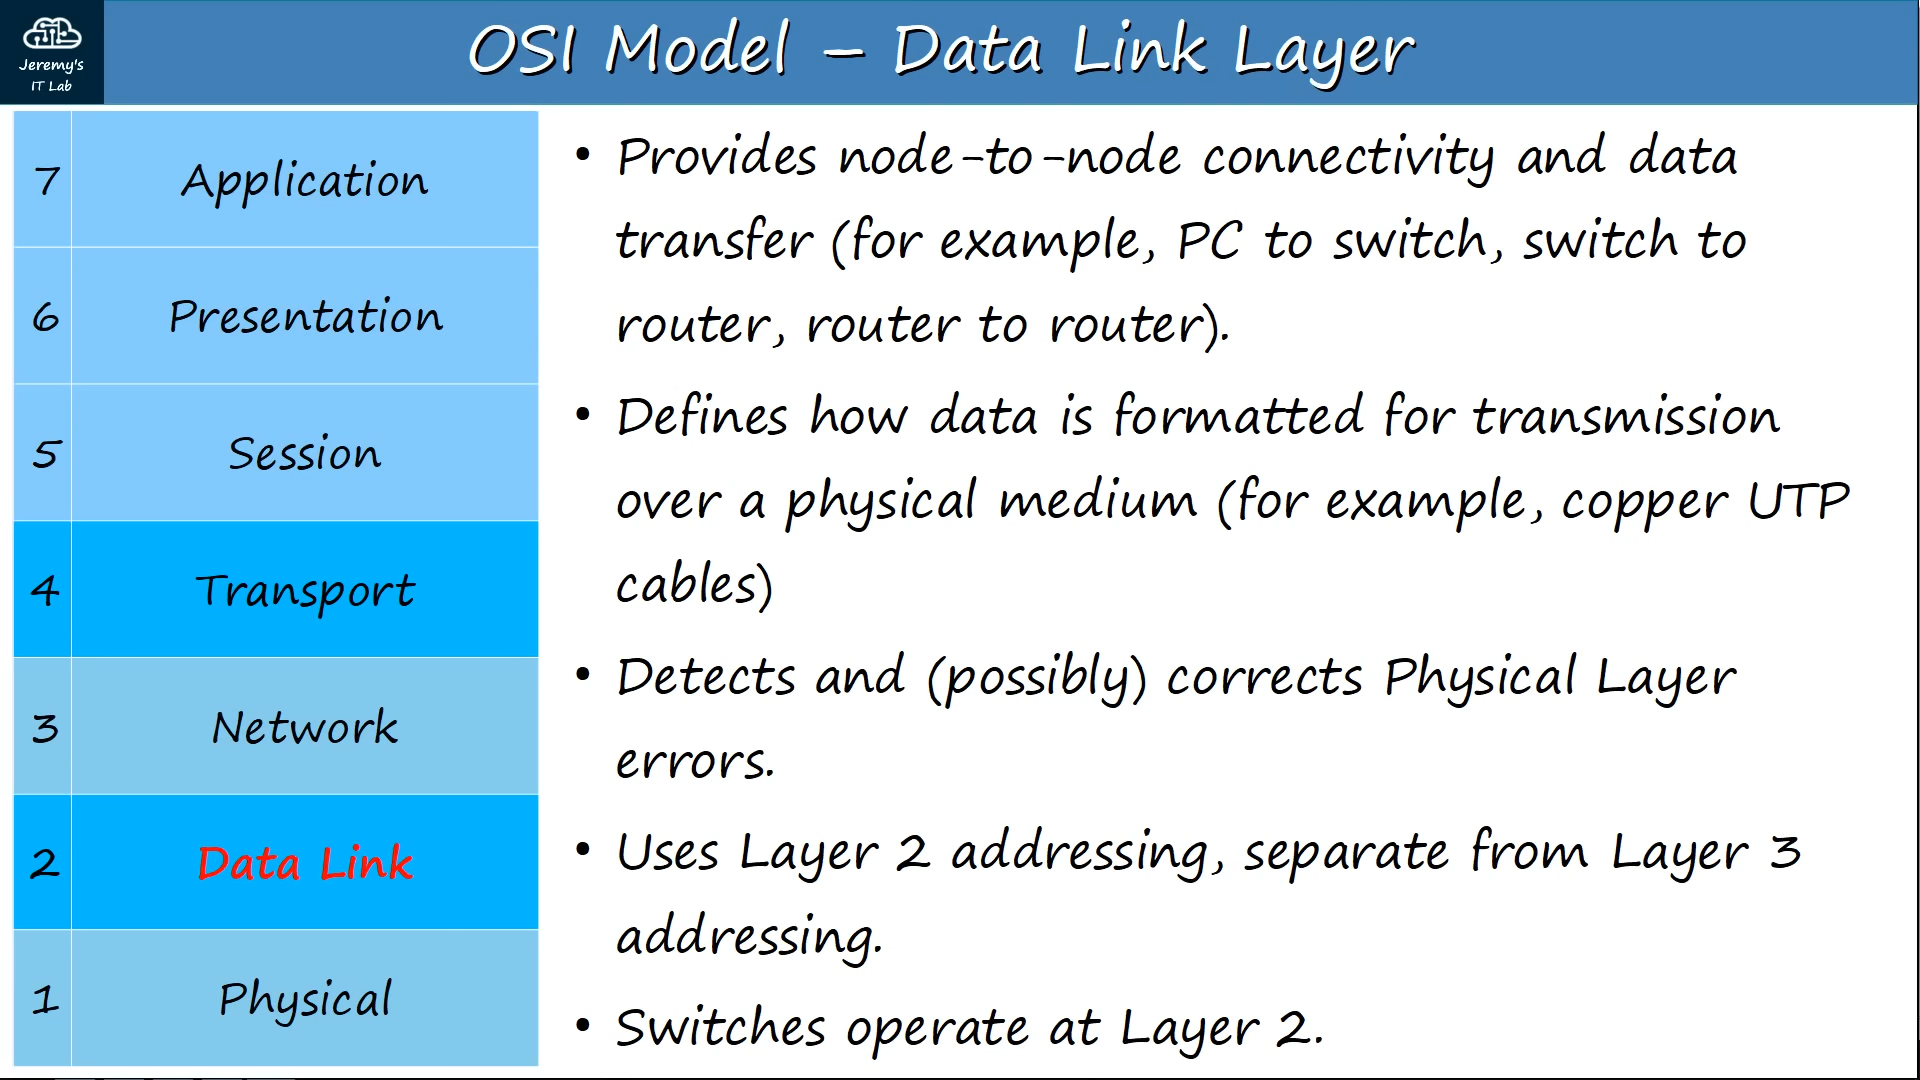 Jeremy's
IT Lab
OSI Model – Data Link Layer
7 Application
6 Presentation
5 Session
4 Transport
3 Network
2 Data Link
1 Physical
• Provides node-to-node connectivity and data
transfer (for example, PC to switch, switch to
router, router to router).
• Defines how data is formatted for transmission
over a physical medium (for example, copper UTP
cables)
• Detects and (possibly) corrects Physical Layer
errors.
• Uses Layer 2 addressing, separate from Layer 3
addressing.
• Switches operate at Layer 2.